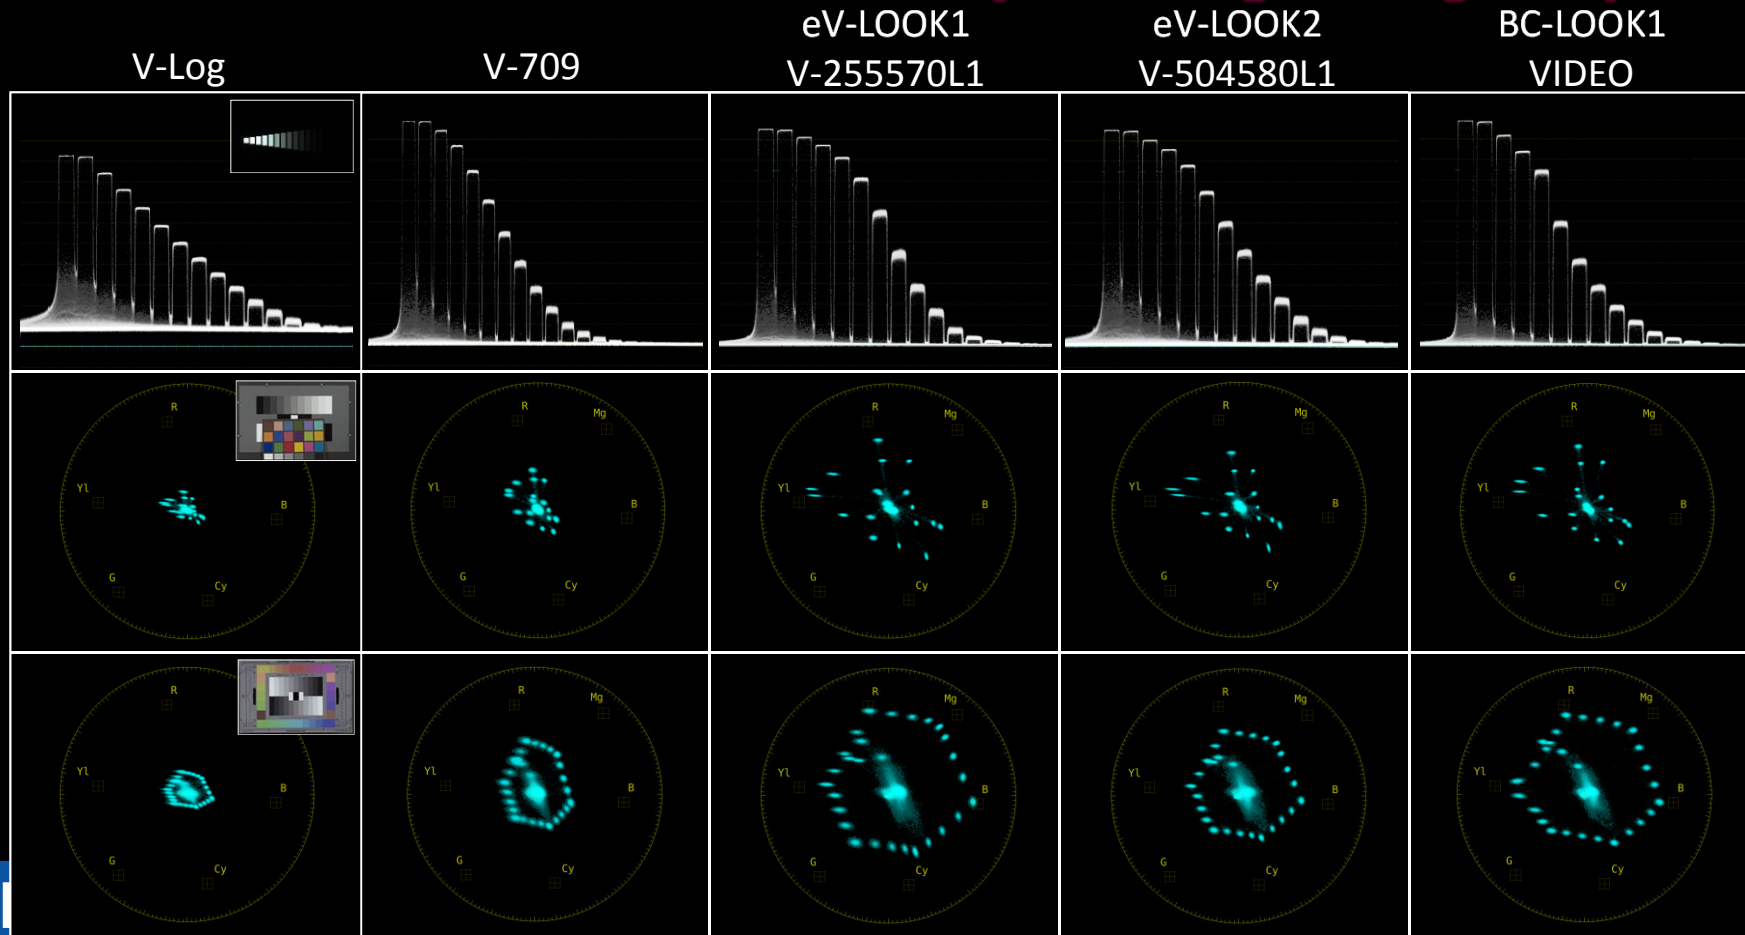 eV-LOOK1
eV-LOOK2
BC-LOOK1
V-Log
V-709
V-255570L1
V-504580L1
VIDEO
R
Yl
B
G
Cy
R
Mg
Yl
B
G
Cy
R
Mg
Yl
B
G
Cy
R
Mg
Yl
B
G
Cy
R
Mg
Yl
B
G
Cy
R
Yl
B
G
Cy
R
Mg
Yl
B
G
Cy
R
Mg
Yl
B
G
Cy
R
Mg
Yl
B
G
Cy
R
Mg
Yl
B
G
Cy